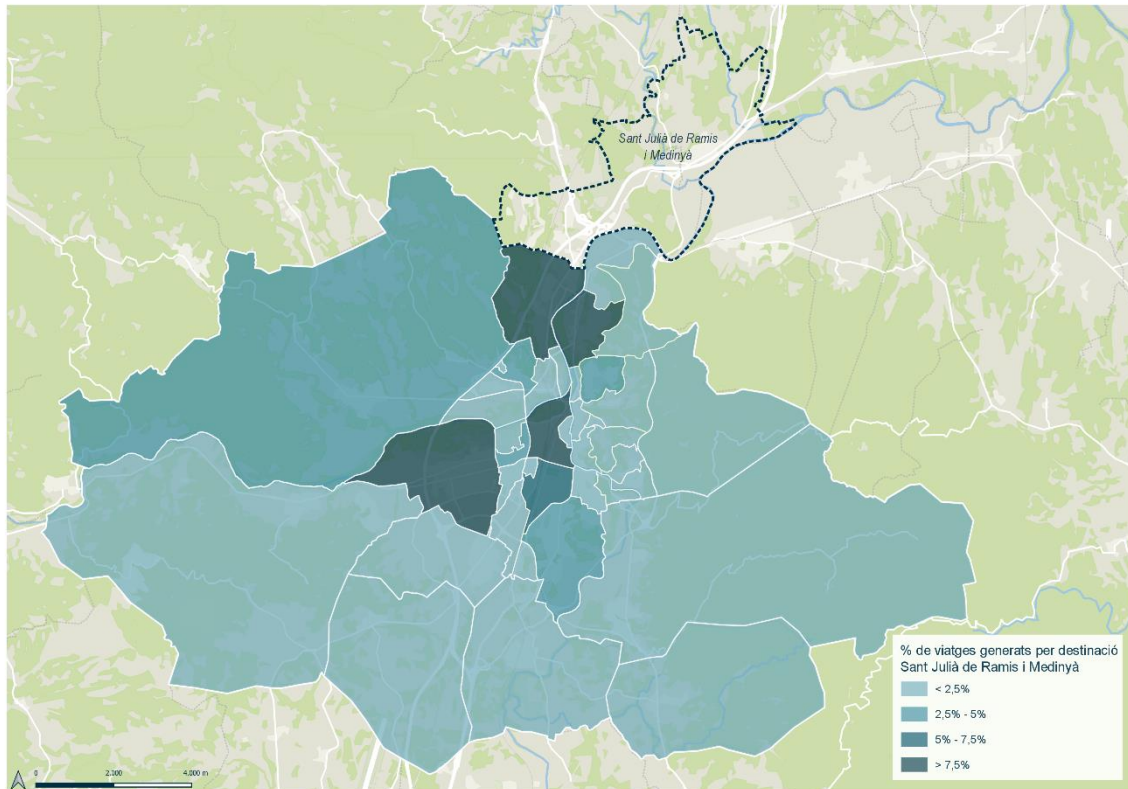 Sant Julià de Ramis
i Medinyà
% de viatges generats per destinació
Sant Julià de Ramis i Medinyà
< 2,5%
2,5% - 5%
5% - 7,5%
> 7,5%
0 2.000 4.000 m